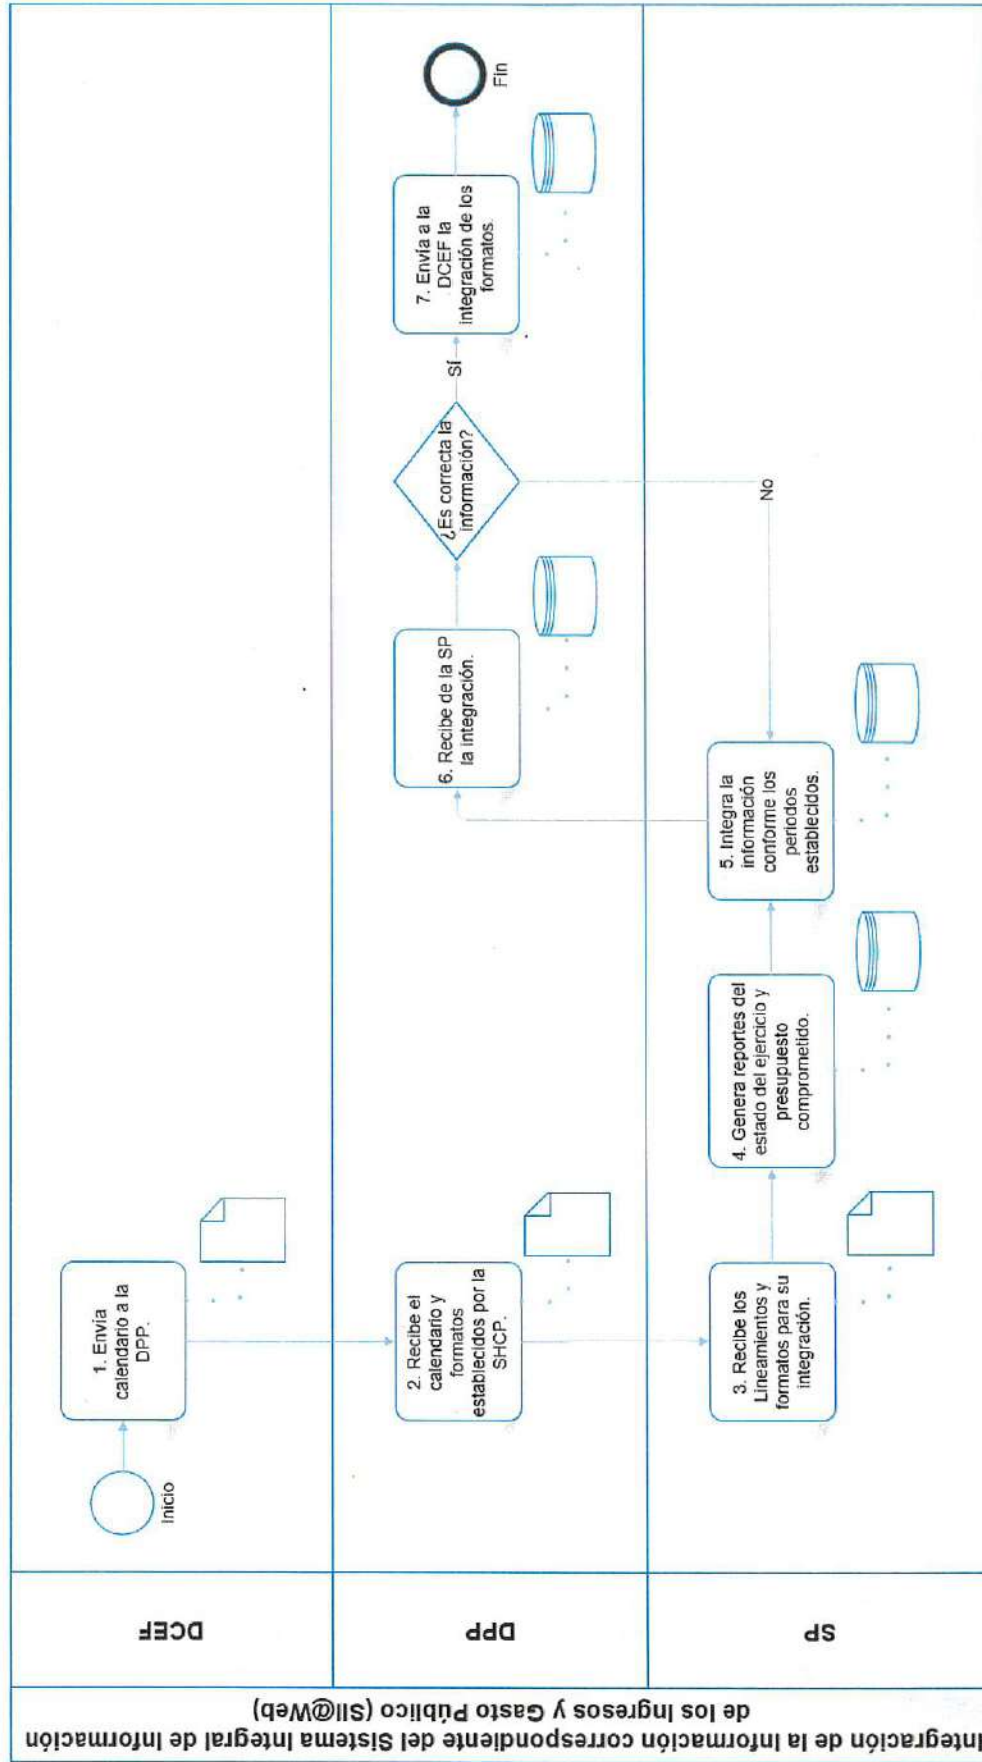 Integración de la Información correspondiente del Sistema Integral de Información
de los Ingresos y Gasto Público (SII@Web)
DCEF
Inicio
1. Envía
calendario a la
DPP.
DPP
2. Recibe el
calendario y
formatos
establecidos por la
SHCP.
6. Recibe de la SP
la integración.
¿Es correcta la
información?
SÍ
7. Envía a la
DCEF la
integración de los
formatos.
Fin
SP
3. Recibe los
Lineamientos y
formatos para su
integración.
4. Genera reportes del
estado del ejercicio y
presupuesto
comprometido.
5. Integra la
información
conforme los
periodos
establecidos.
No